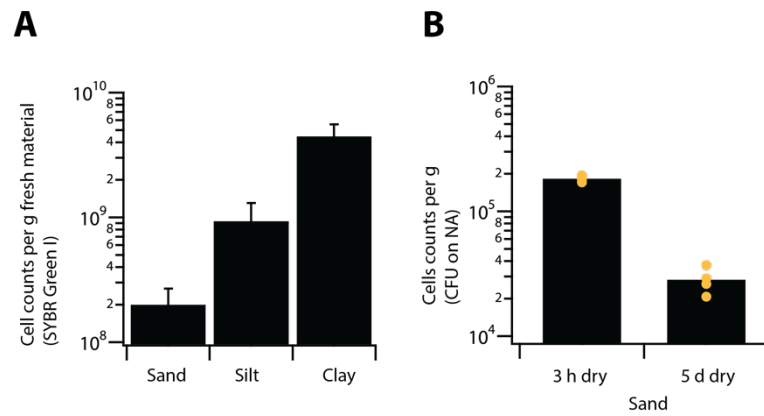 A
Cell counts per g fresh material
(SYBR Green I)
10^10
8
6
4
2
10^9
8
6
4
2
10^8
Sand Silt Clay
B
Cells counts per g
(CFU on NA)
10^6
8
6
4
2
10^5
8
6
4
2
10^4
3 h dry 5 d dry
Sand